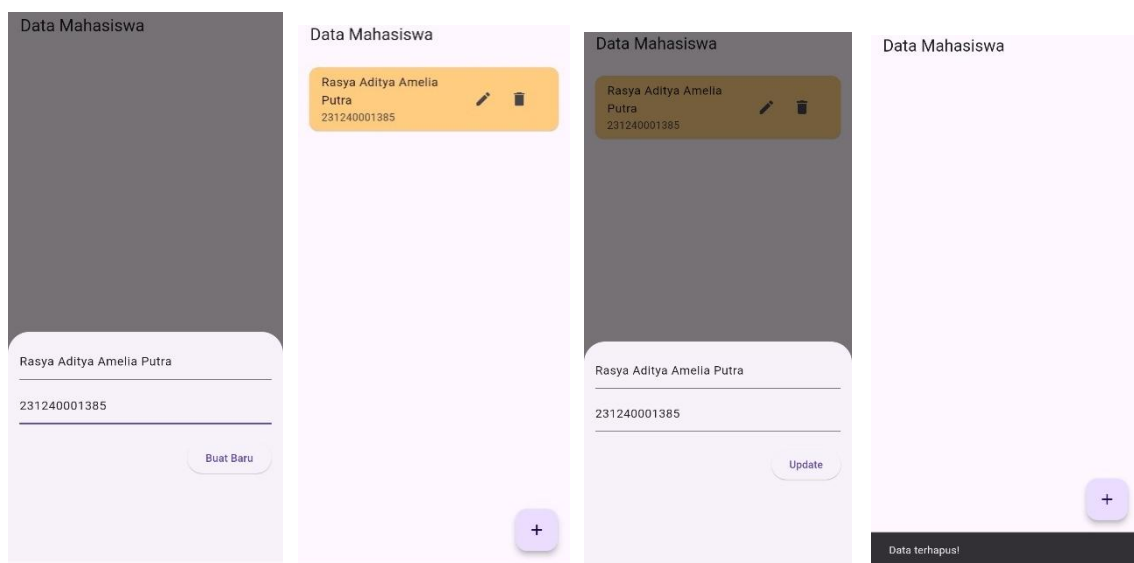 Data Mahasiswa
Rasya Aditya Amelia Putra
231240001385
Buat Baru
Data Mahasiswa
Rasya Aditya Amelia
Putra
231240001385
+
Data Mahasiswa
Rasya Aditya Amelia
Putra
231240001385
Rasya Aditya Amelia Putra
231240001385
Update
Data Mahasiswa
+
Data terhapus!